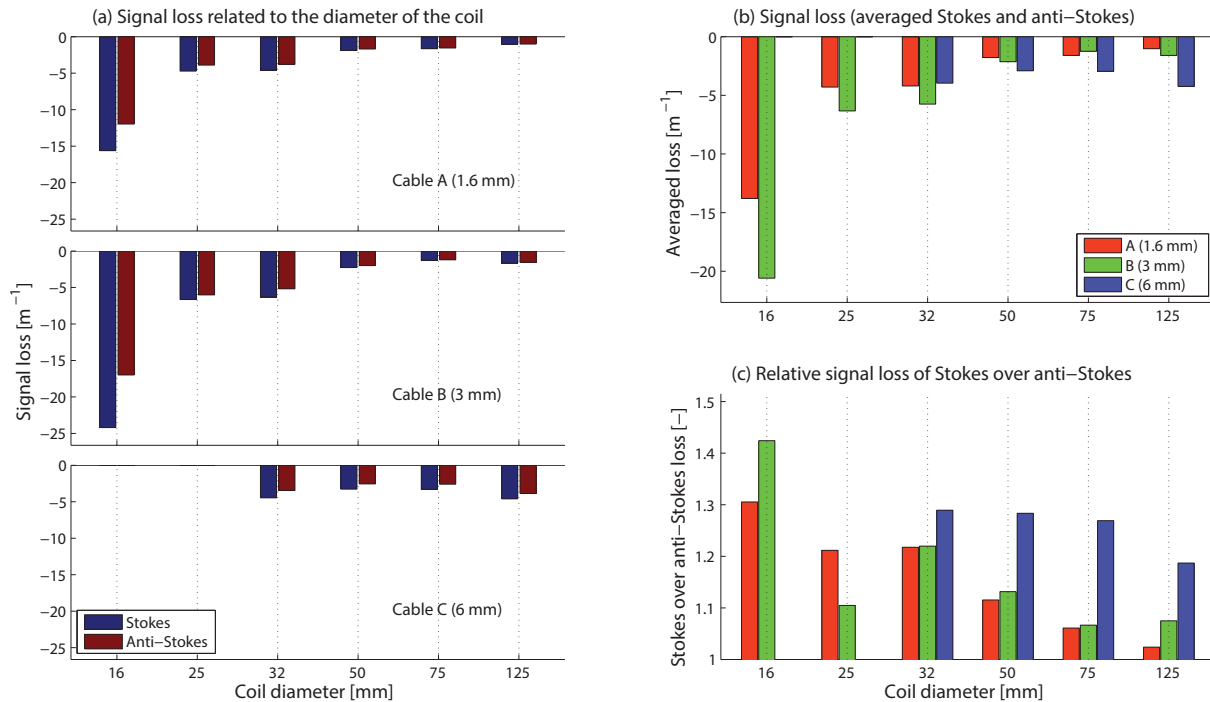 (a) Signal loss related to the diameter of the coil
0
−5
−10
−15
−20
−25
Cable A (1.6 mm)
0
−5
−10
−15
−20
−25
Signal loss [m⁻¹]
Cable B (3 mm)
0
−5
−10
−15
−20
−25
Cable C (6 mm)
Stokes
Anti−Stokes
16 25 32 50 75 125
Coil diameter [mm]
(b) Signal loss (averaged Stokes and anti−Stokes)
0
−5
−10
−15
−20
Averaged loss [m⁻¹]
A (1.6 mm)
B (3 mm)
C (6 mm)
16 25 32 50 75 125
(c) Relative signal loss of Stokes over anti−Stokes
1.5
1.4
1.3
1.2
1.1
1
Stokes over anti−Stokes loss [−]
16 25 32 50 75 125
Coil diameter [mm]